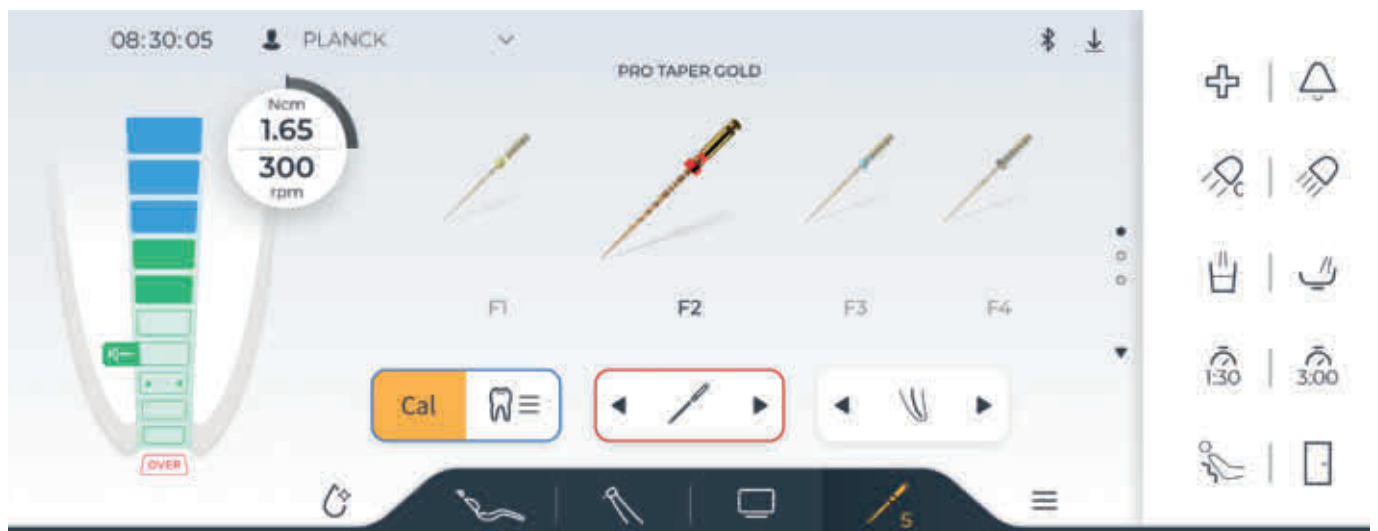 08:30:05 PLANCK
PRO TAPER GOLD
Ncm
1.65
300
rpm
F1 F2 F3 F4
Cal
OVER
S
C
1:30 3:00